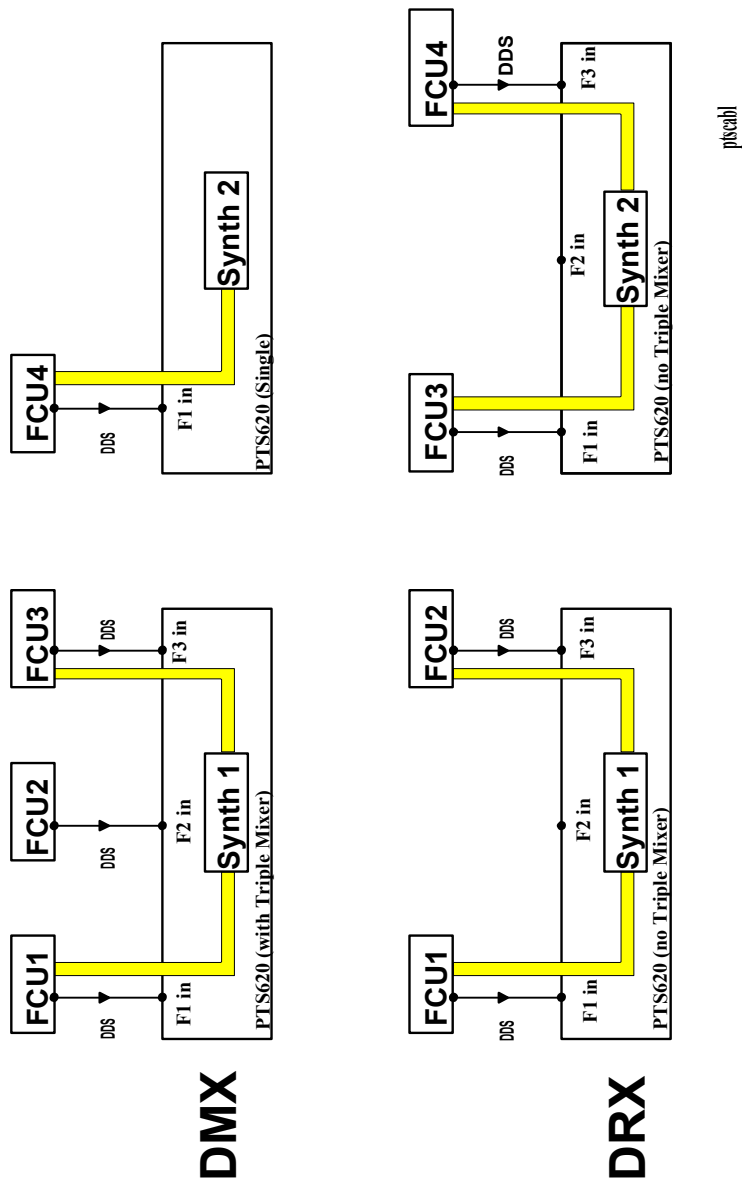 FCU1
FCU2
FCU3
FCU4
DDS
DDS
DDS
DDS
F1 in
F2 in
F3 in
F1 in
Synth 1
Synth 2
PTS620 (with Triple Mixer)
PTS620 (Single)
DMX
FCU1
FCU2
FCU3
FCU4
DDS
DDS
DDS
DDS
F1 in
F2 in
F3 in
F1 in
F2 in
F3 in
Synth 1
Synth 2
PTS620 (no Triple Mixer)
PTS620 (no Triple Mixer)
DRX
ptscabl